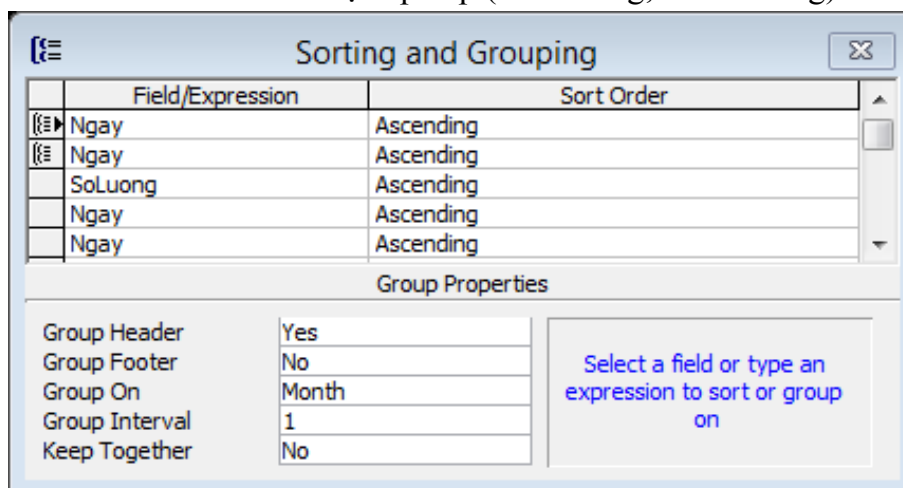 Sorting and Grouping
Field/Expression Sort Order
Ngay Ascending
Ngay Ascending
SoLuong Ascending
Ngay Ascending
Ngay Ascending
Group Properties
Group Header Yes
Group Footer No
Group On Month
Group Interval 1
Keep Together No
Select a field or type an
expression to sort or group
on